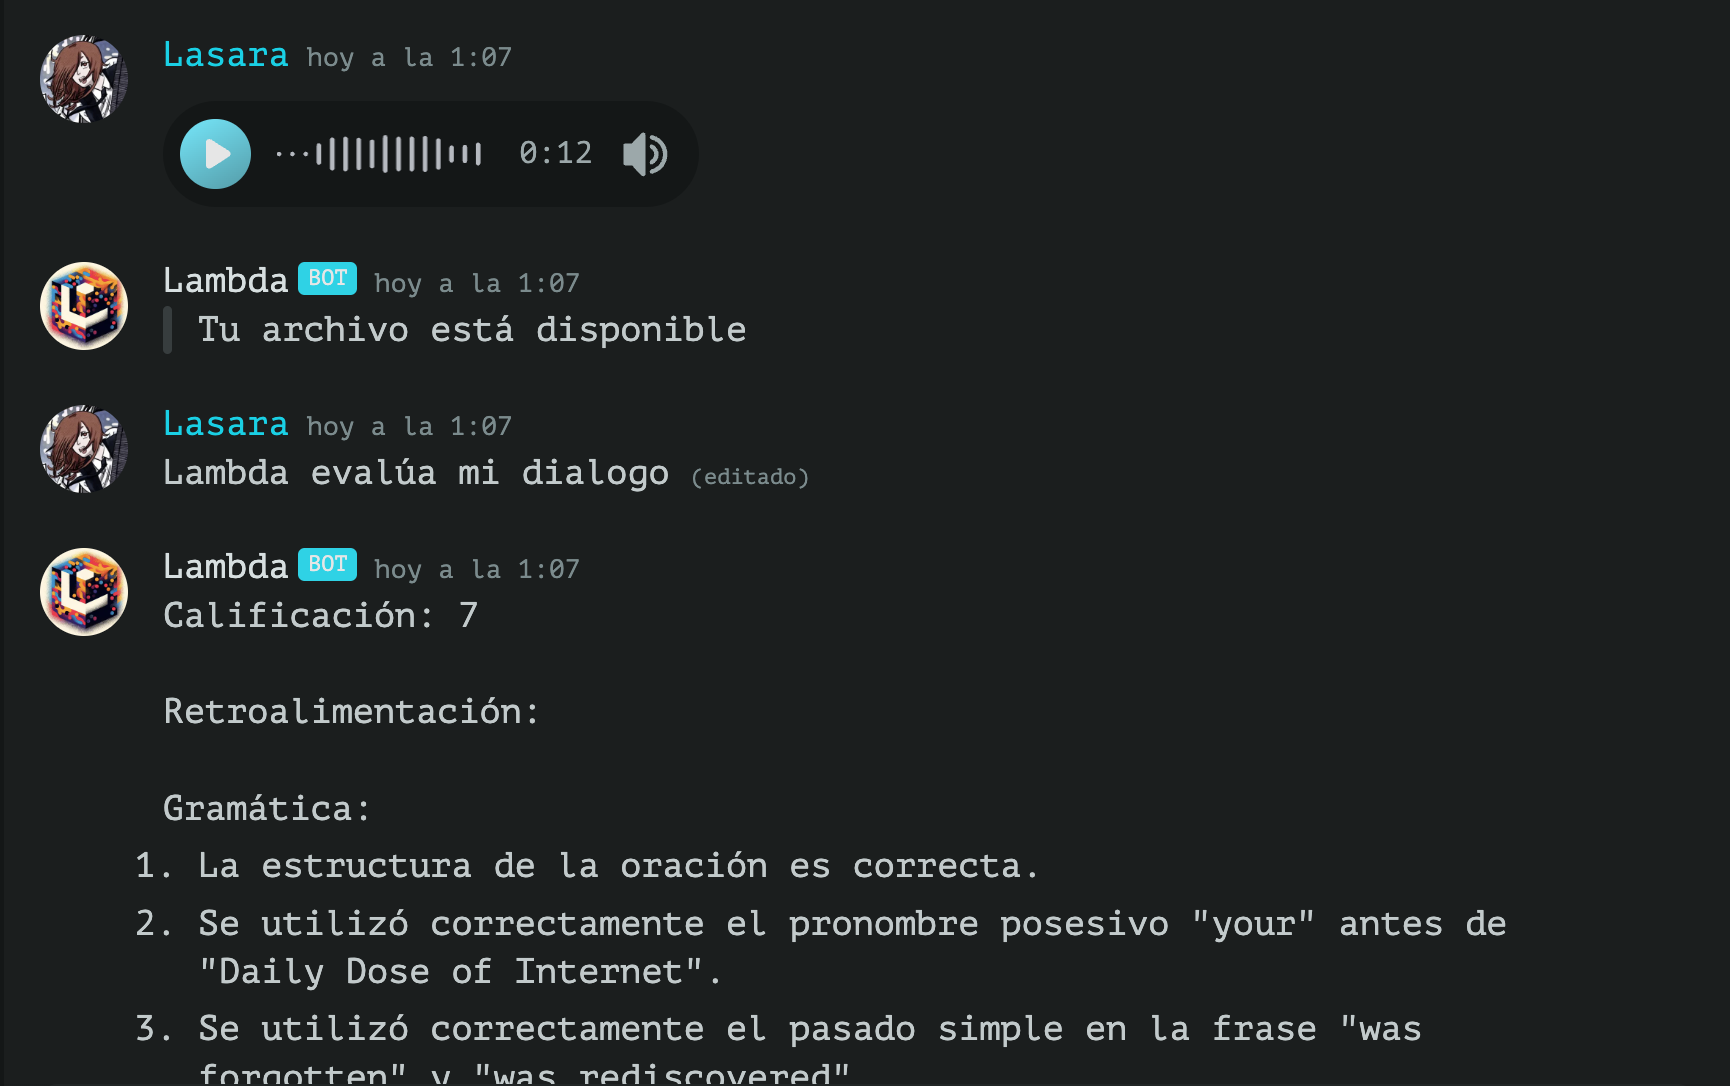 Lasara hoy a la 1:07
0:12
Lambda BOT hoy a la 1:07
Tu archivo está disponible
Lasara hoy a la 1:07
Lambda evalúa mi dialogo (editado)
Lambda BOT hoy a la 1:07
Calificación: 7
Retroalimentación:
Gramática:
1. La estructura de la oración es correcta.
2. Se utilizó correctamente el pronombre posesivo "your" antes de
"Daily Dose of Internet".
3. Se utilizó correctamente el pasado simple en la frase "was
forgotten" y "was rediscovered"